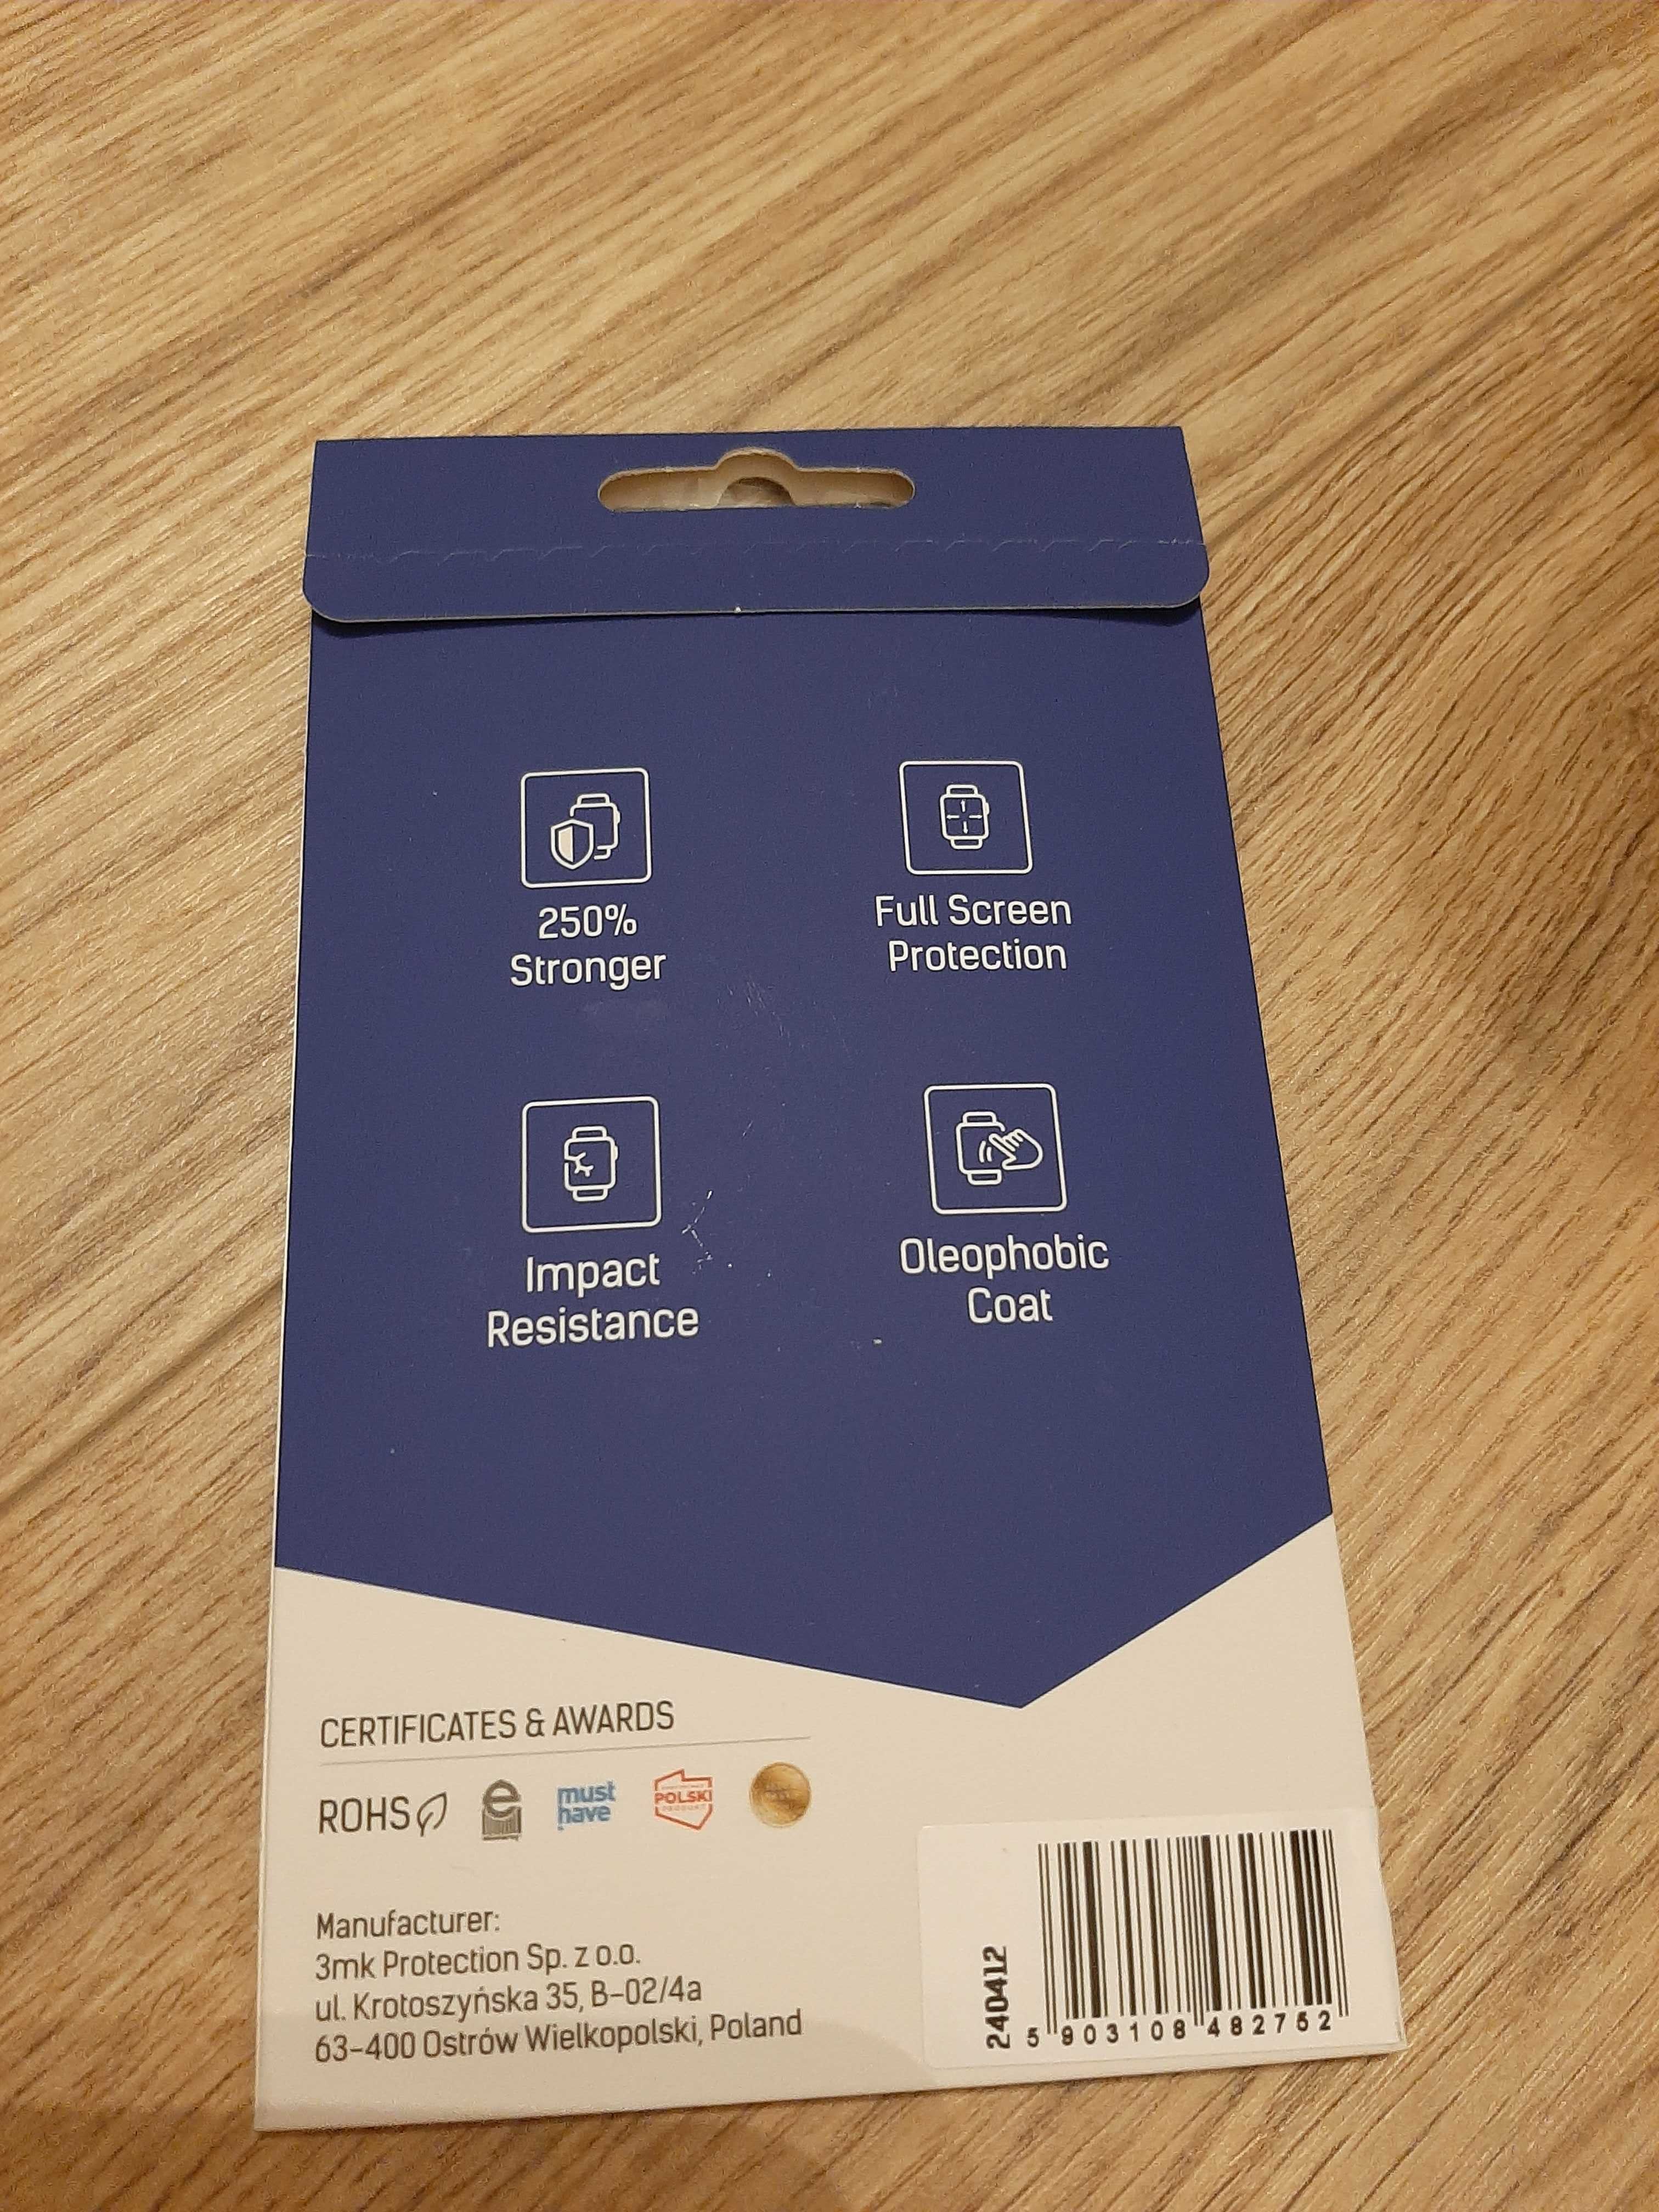 250%
Stronger
Full Screen
Protection
Impact
Resistance
Oleophobic
Coat
CERTIFICATES & AWARDS
ROHS
e
must
have
POLSKI
PRODUKT
Manufacturer:
3mk Protection Sp. z o.o.
ul. Krotoszyńska 35, B-02/4a
63-400 Ostrów Wielkopolski, Poland
240412
5 903108 482752